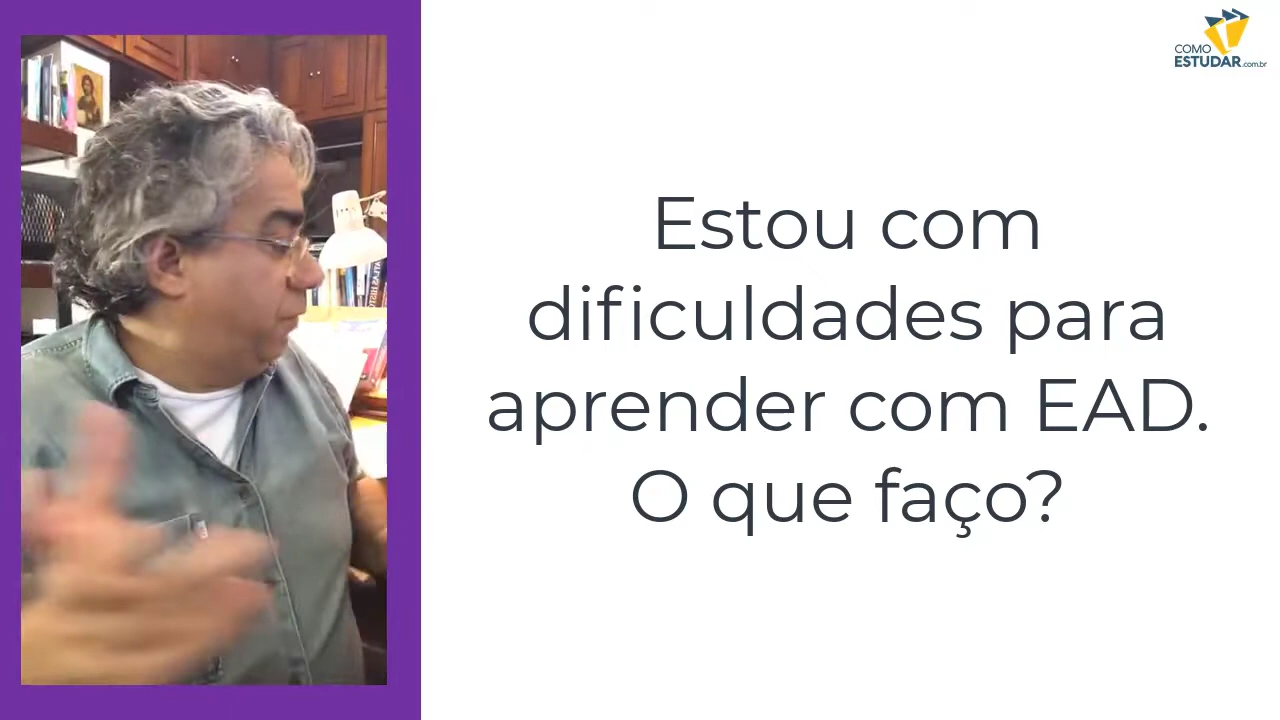 COMO
ESTUDAR.com.br
Estou com
dificuldades para
aprender com EAD.
O que faço?